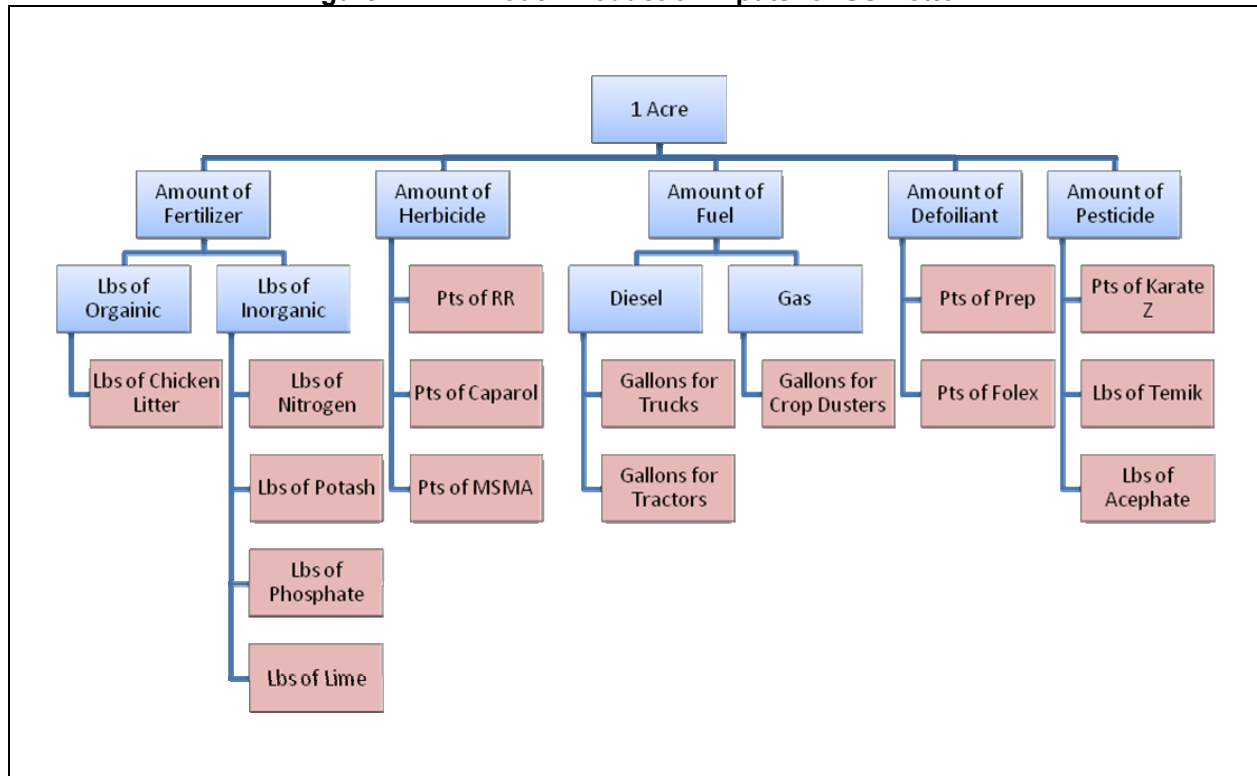 1 Acre
Amount of
Fertilizer
Amount of
Herbicide
Amount of
Fuel
Amount of
Defoiliant
Amount of
Pesticide
Lbs of
Orgainic
Lbs of
Inorganic
Pts of RR
Diesel
Gas
Pts of Prep
Pts of Karate
Z
Lbs of Chicken
Litter
Lbs of
Nitrogen
Pts of Caparol
Gallons for
Trucks
Gallons for
Crop Dusters
Pts of Folex
Lbs of Temik
Lbs of Potash
Pts of MSMA
Gallons for
Tractors
Lbs of
Acephate
Lbs of
Phosphate
Lbs of Lime